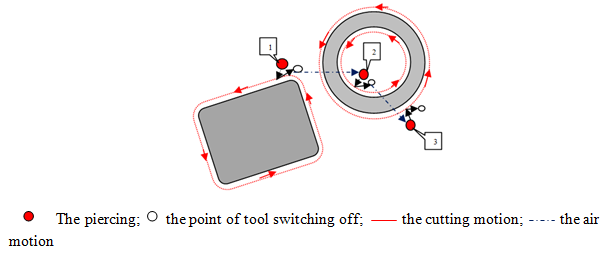 1
2
3
The piercing; the point of tool switching off; the cutting motion; the air
motion